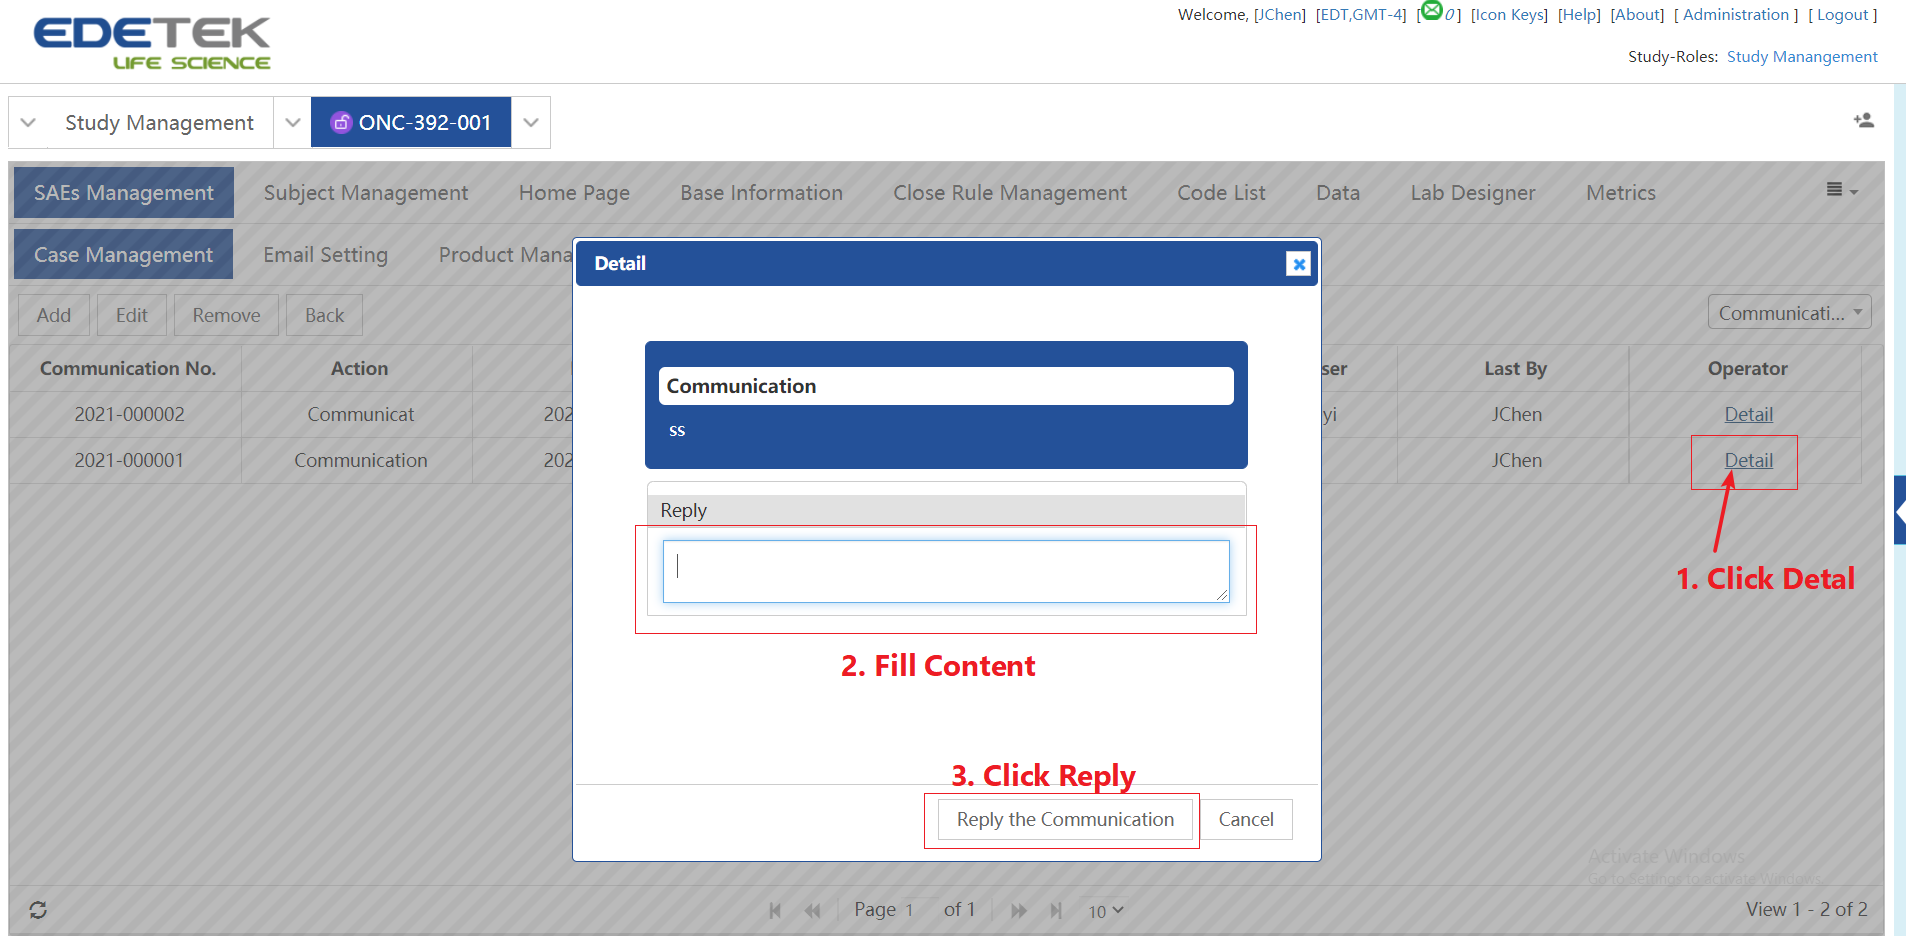 EDETEK
LIFE SCIENCE
Welcome, [JChen] [EDT,GMT-4] [0] [Icon Keys] [Help] [About] [ Administration ] [ Logout ]
Study-Roles: Study Manangement
Study Management
ONC-392-001
SAEs Management Subject Management Home Page Base Information Close Rule Management Code List Data Lab Designer Metrics
Case Management Email Setting Product Mana
Detail
Add Edit Remove Back
Communicati...
Communication No. Action ser Last By Operator
2021-000002 Communicat 202 yi JChen Detail
2021-000001 Communication 202 JChen Detail
Communication
ss
Reply
1. Click Detal
2. Fill Content
3. Click Reply
Reply the Communication Cancel
Activate Windows
Go to Settings to activate Windows.
Page 1 of 1 10 View 1 - 2 of 2